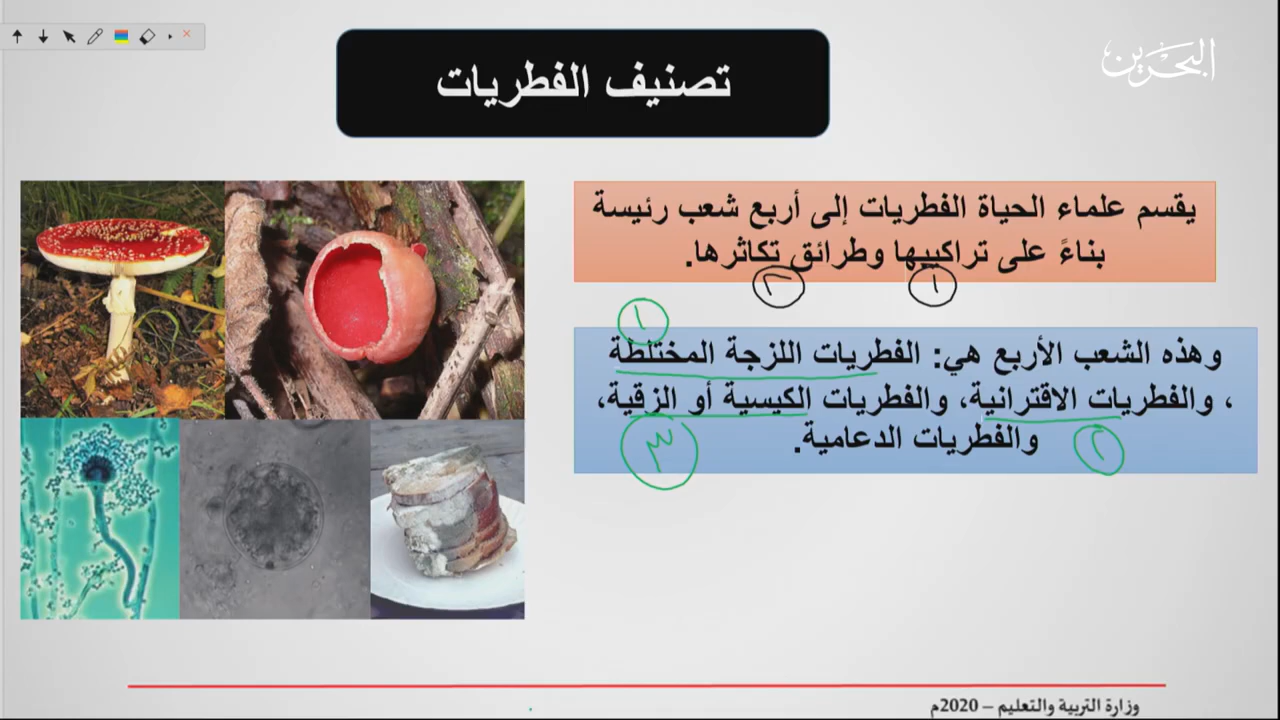 البحرين
تصنيف الفطريات
يقسم علماء الحياة الفطريات إلى أربع شعب رئيسة
بناءً على تراكيبها وطرائق تكاثرها.
١
٢
١
وهذه الشعب الأربع هي: الفطريات اللزجة المختلطة
، والفطريات الاقترانية، والفطريات الكيسية أو الزقية،
والفطريات الدعامية.
٢
٣
وزارة التربية والتعليم – 2020م